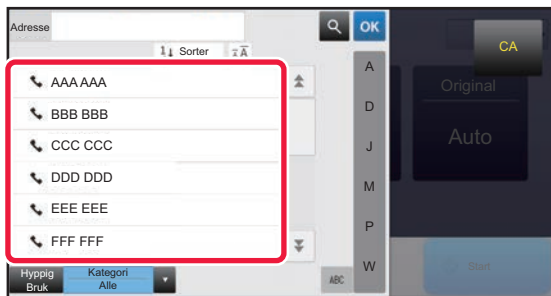 Adresse
OK
CA
1↓ Sorter
A
AAA AAA
Original
BBB BBB
D
Auto
CCC CCC
J
DDD DDD
M
EEE EEE
P
FFF FFF
W
Start
Hyppig
Bruk
Kategori
Alle
ABC